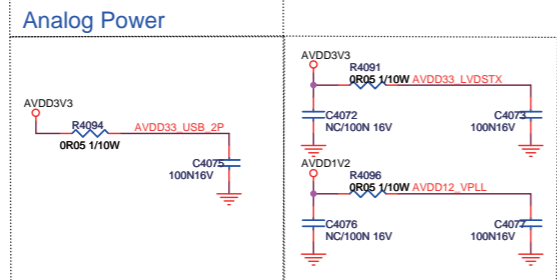 Analog Power
AVDD3V3
R4094
AVDD33_USB_2P
0R05 1/10W
C4075
100N16V
AVDD3V3
R4091
0R05 1/10W
AVDD33_LVDSTX
C4072
NC/100N 16V
C4073
100N16V
AVDD1V2
R4096
0R05 1/10W
AVDD12_VPLL
C4076
NC/100N 16V
C4077
100N16V